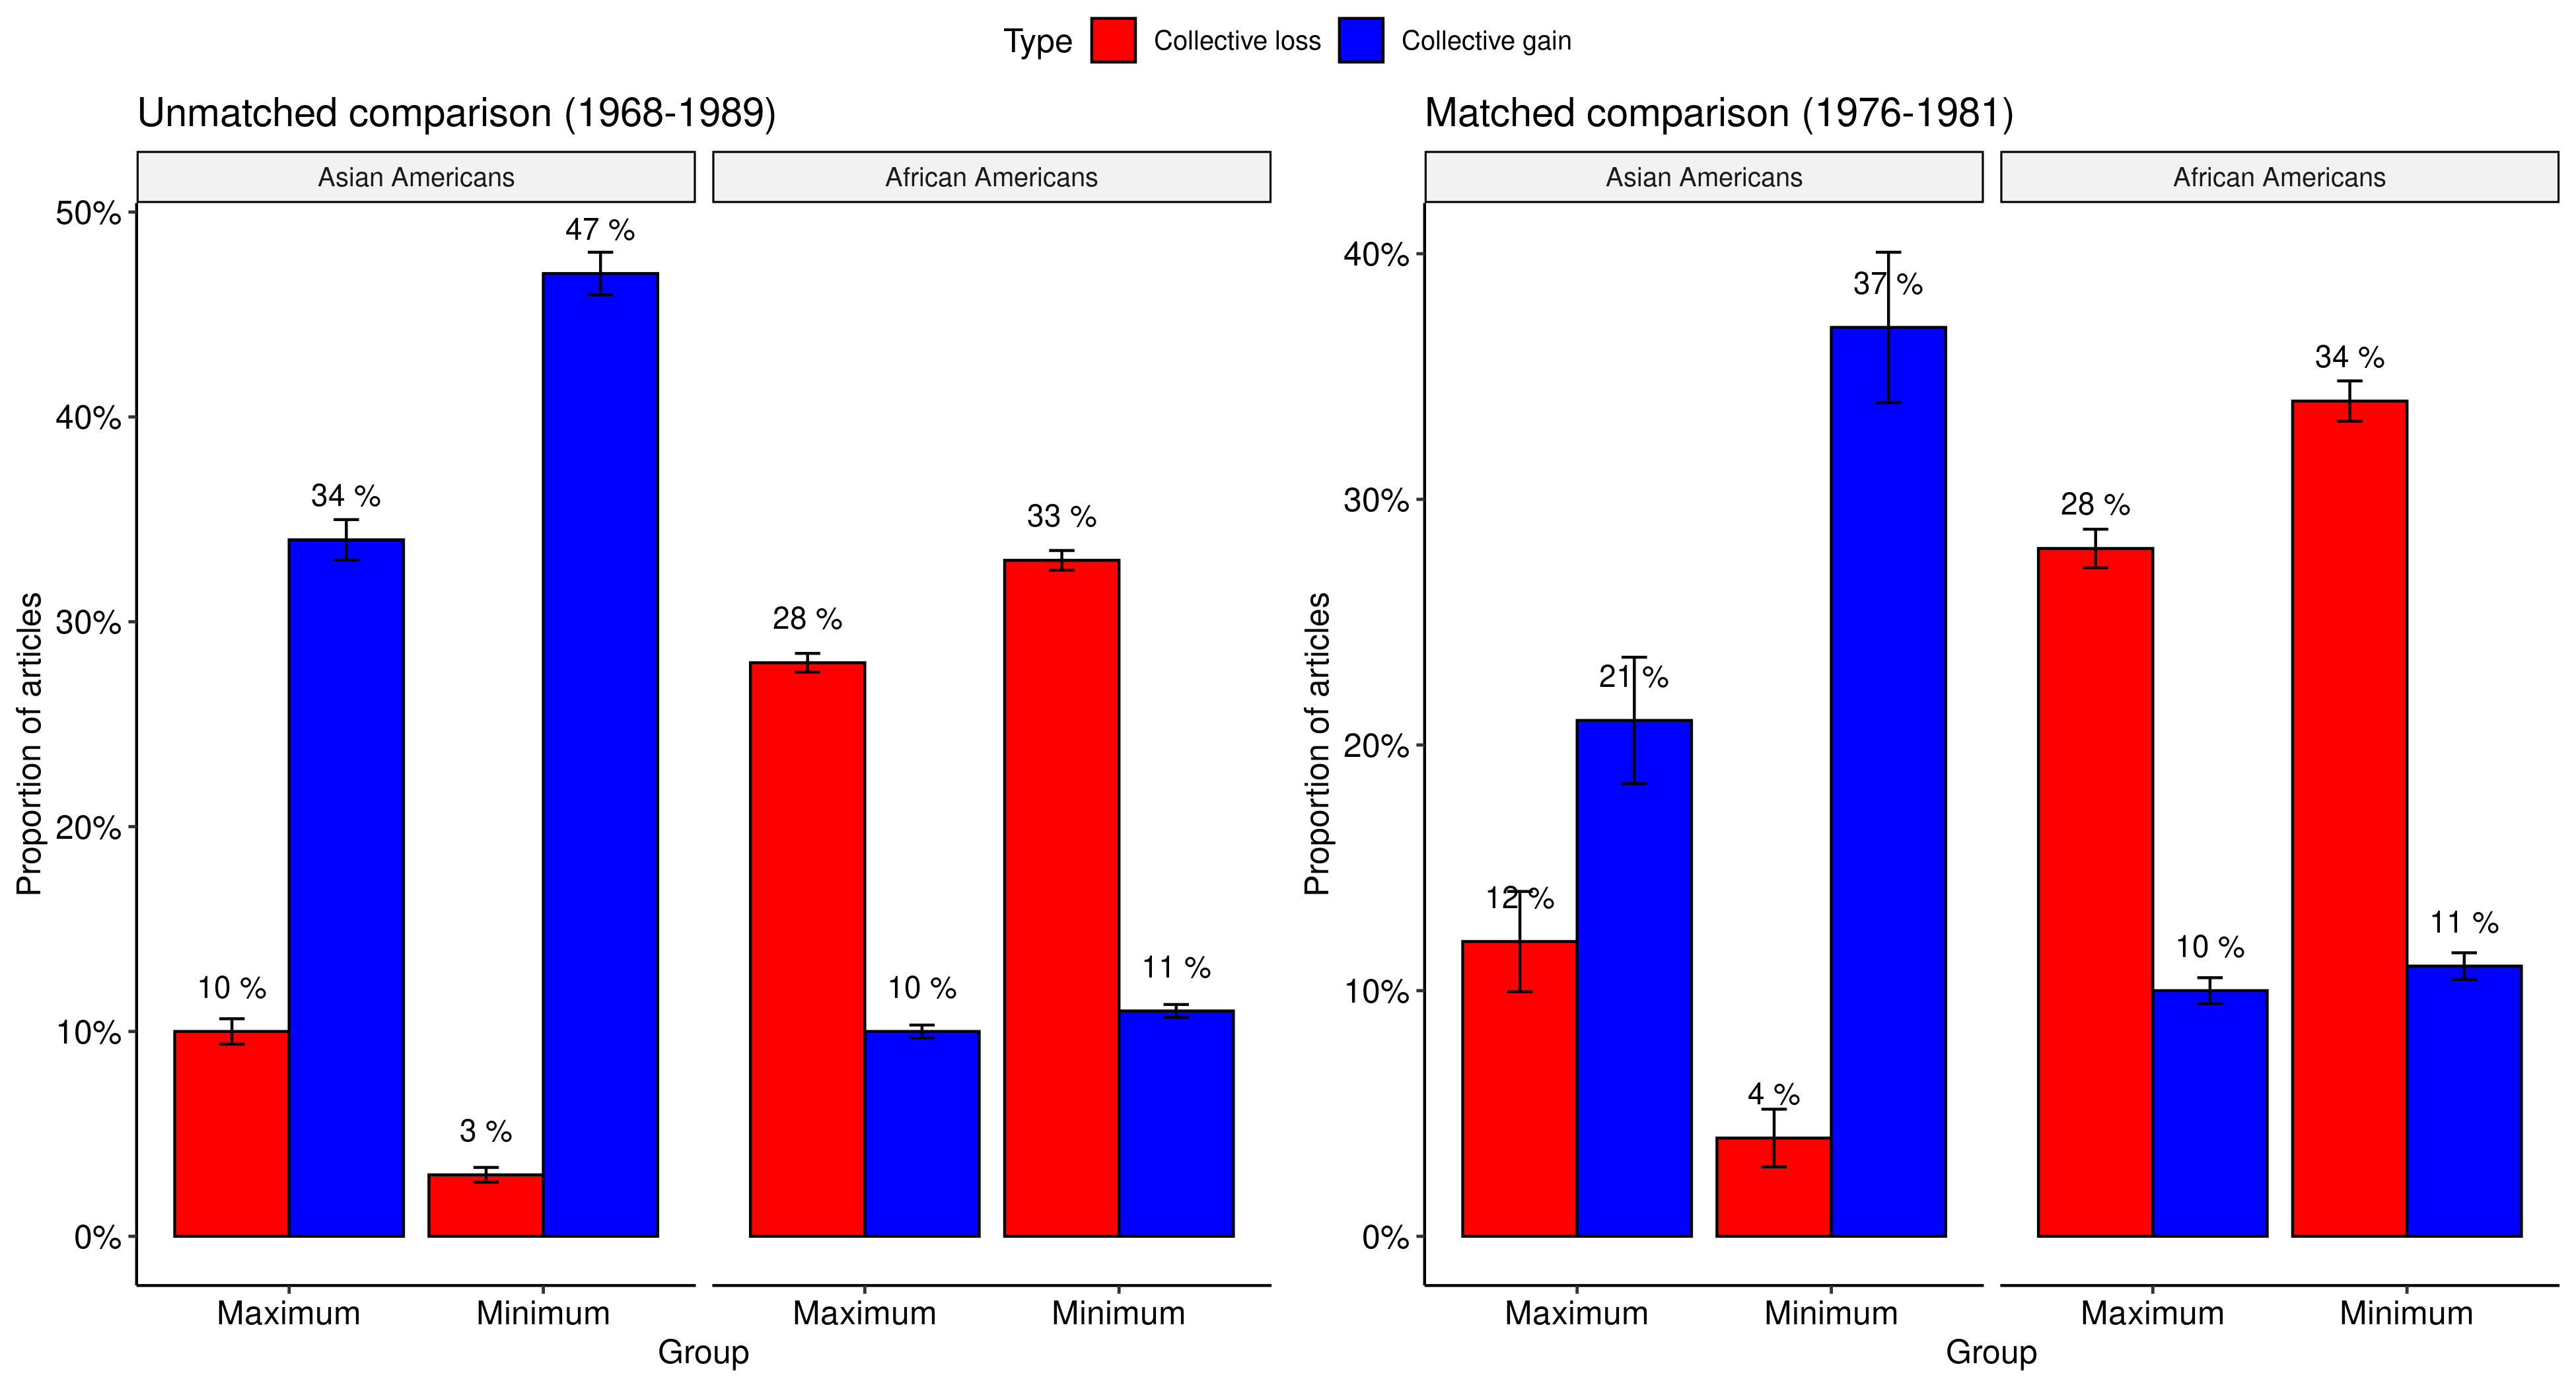 Type Collective loss Collective gain
Unmatched comparison (1968-1989)
Asian Americans African Americans
Proportion of articles
50%
40%
30%
20%
10%
0%
10 %
34 %
3 %
47 %
28 %
10 %
33 %
11 %
Maximum Minimum Maximum Minimum
Group
Matched comparison (1976-1981)
Asian Americans African Americans
Proportion of articles
40%
30%
20%
10%
0%
12 %
21 %
4 %
37 %
28 %
10 %
34 %
11 %
Maximum Minimum Maximum Minimum
Group